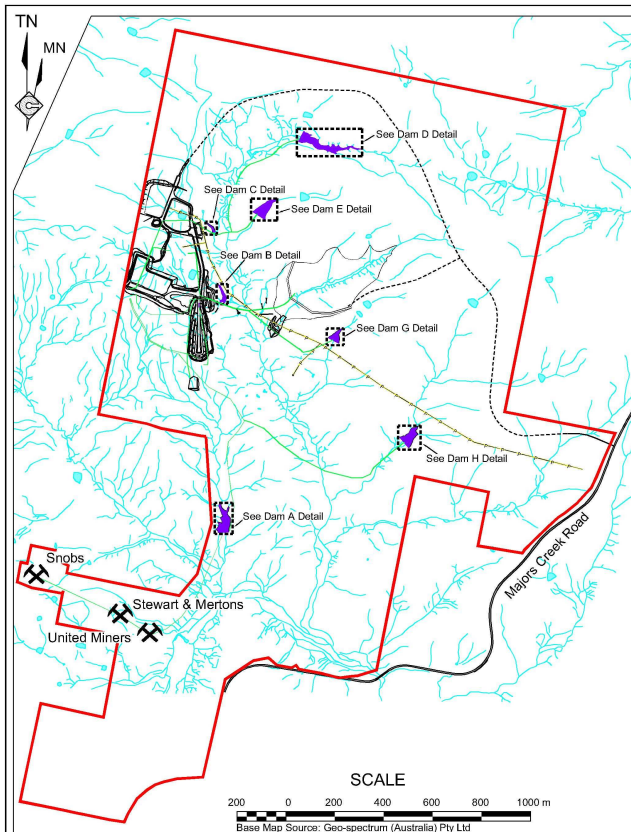 TN
MN
See Dam D Detail
See Dam C Detail
See Dam E Detail
See Dam B Detail
See Dam G Detail
See Dam H Detail
See Dam A Detail
Majors Creek Road
Snobs
Stewart & Mertons
United Miners
SCALE
200 0 200 400 600 800 1000 m
Base Map Source: Geo-spectrum (Australia) Pty Ltd